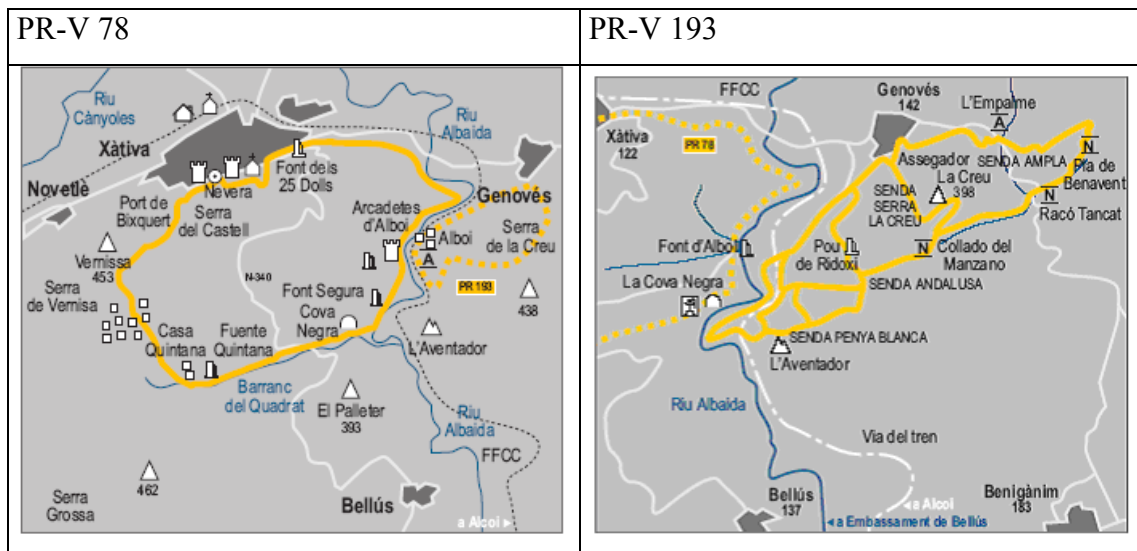 PR-V 78
PR-V 193
Riu
Cànyoles
Xàtiva
Novetlè
Riu
Albaida
Font dels
25 Dolls
Nevera
Port de
Bixquert
Serra
del Castell
Genovés
Arcadetes
d'Alboi
Alboi
A
Serra
de la Creu
Vernissa
453
Serra
de Vernisa
N-340
PR 193
438
Font Segura
Cova
Negra
Casa
Quintana
Fuente
Quintana
L'Aventador
Barranc
del Quadrat
El Palleter
393
Riu
Albaida
FFCC
462
Serra
Grossa
Bellús
a Alcoi
FFCC
Genovés
142
L'Empalme
A
Xàtiva
122
PR 78
Assegador
La Creu
398
SENDA AMPLA
N
Pla de
Benavent
SENDA
SERRA
LA CREU
N
Racó Tancat
Font d'Alboi
Pou
de Ridoxi
N
Collado del
Manzano
La Cova Negra
SENDA ANDALUSA
SENDA PENYA BLANCA
L'Aventador
Riu Albaida
Via del tren
Bellús
137
a Alcoi
a Embassament de Bellús
Benigànim
183